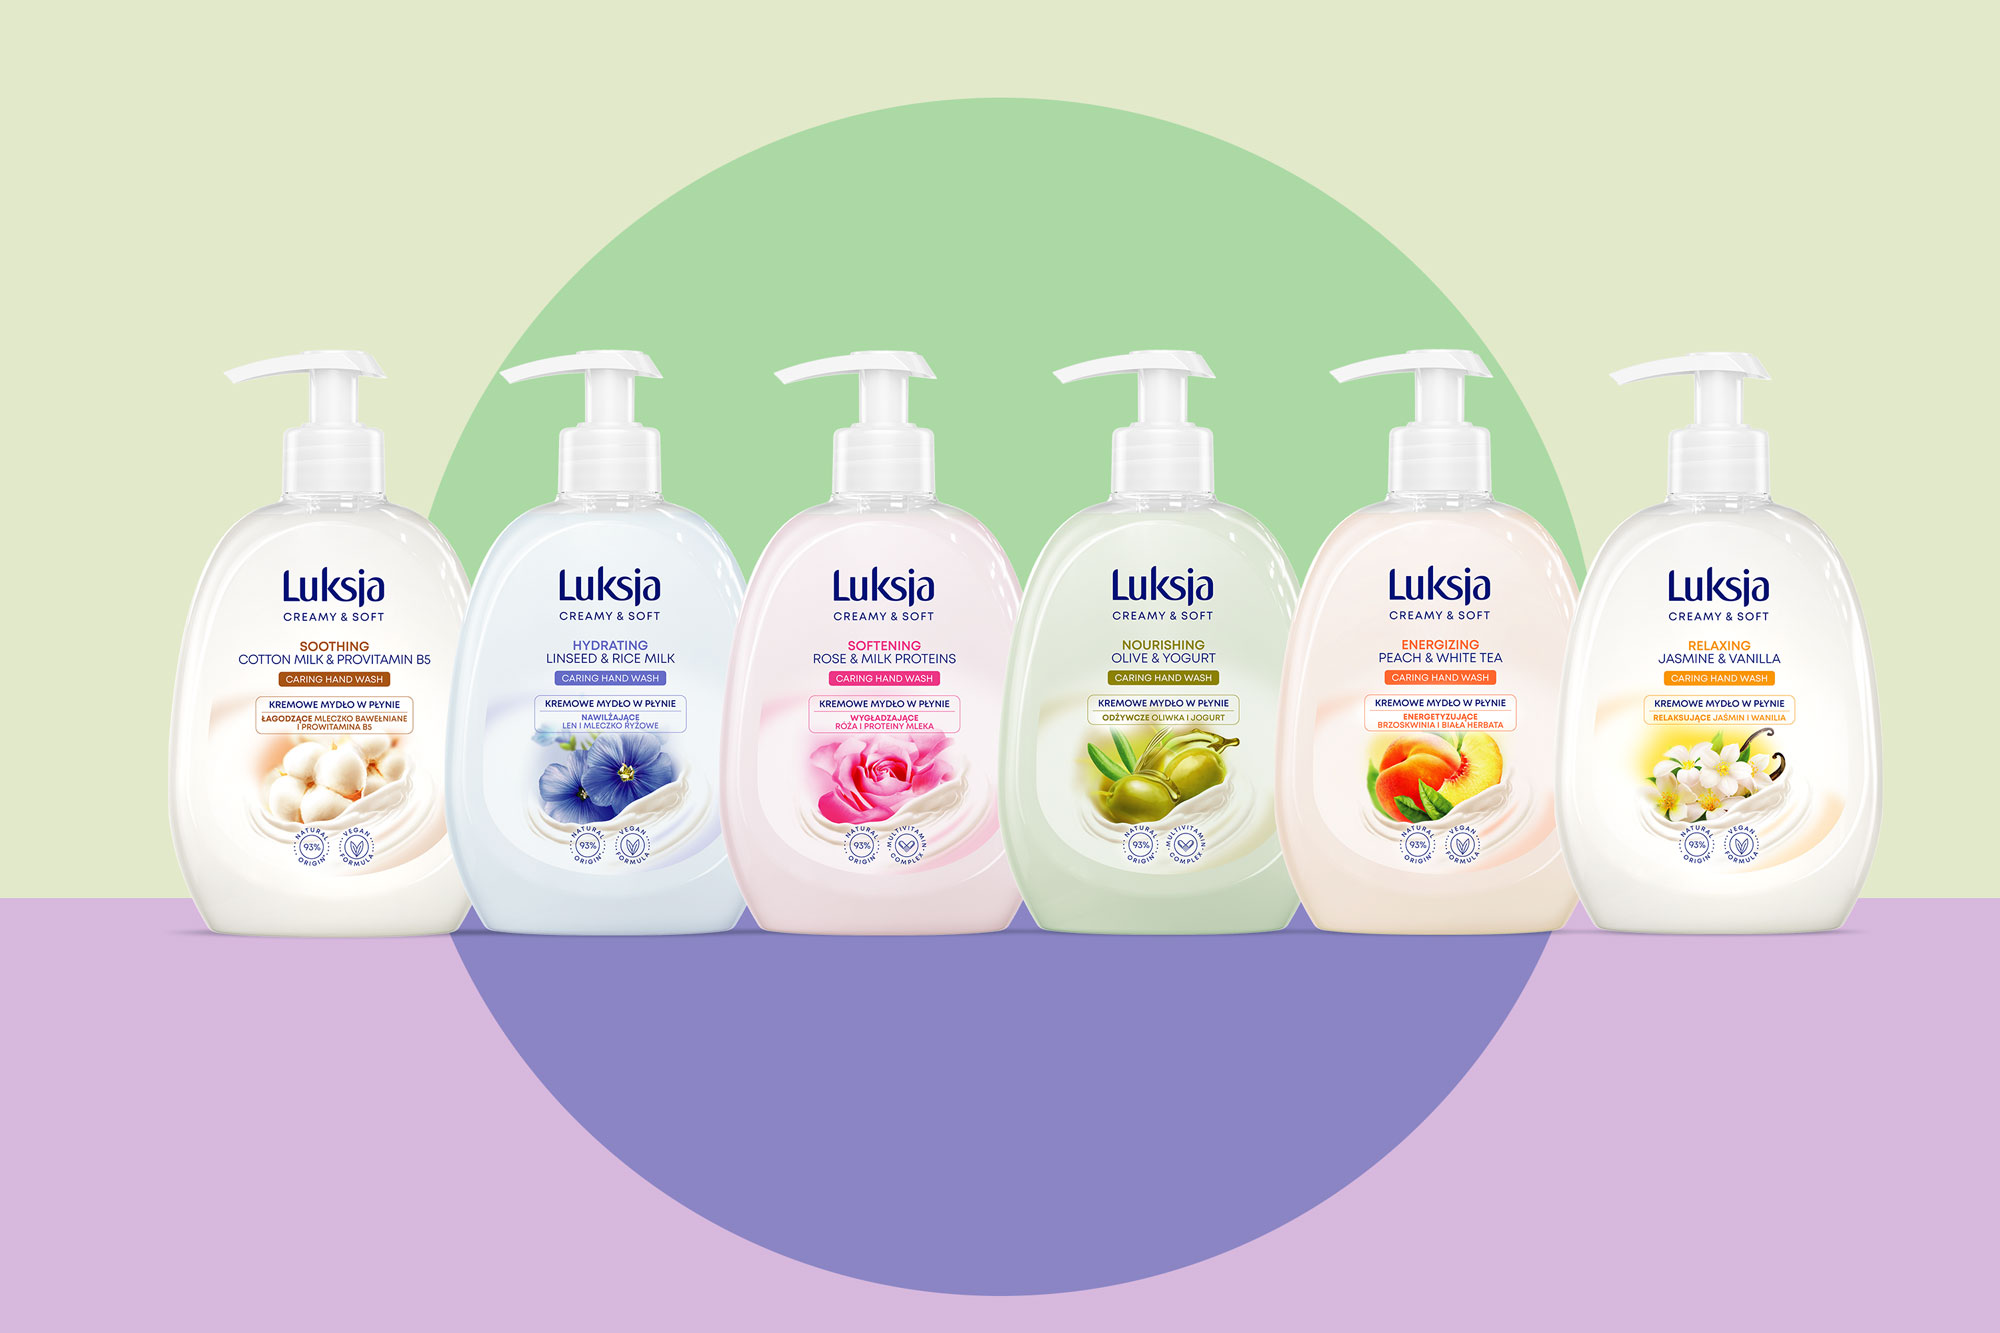 Luksja
CREAMY & SOFT
SOOTHING
COTTON MILK & PROVITAMIN B5
CARING HAND WASH
KREMOWE MYDŁO W PŁYNIE
ŁAGODZĄCE MLECZKO BAWEŁNIANE
I PROWITAMINA B5
NATURAL
93%
ORIGIN
VEGAN
FORMULA
Luksja
CREAMY & SOFT
HYDRATING
LINSEED & RICE MILK
CARING HAND WASH
KREMOWE MYDŁO W PŁYNIE
NAWILŻAJĄCE
LEN I MLECZKO RYŻOWE
NATURAL
93%
ORIGIN
VEGAN
FORMULA
Luksja
CREAMY & SOFT
SOFTENING
ROSE & MILK PROTEINS
CARING HAND WASH
KREMOWE MYDŁO W PŁYNIE
WYGŁADZAJĄCE
RÓŻA I PROTEINY MLEKA
NATURAL
93%
ORIGIN
MULTIVITAMIN
COMPLEX
Luksja
CREAMY & SOFT
NOURISHING
OLIVE & YOGURT
CARING HAND WASH
KREMOWE MYDŁO W PŁYNIE
ODŻYWCZE OLIWKA I JOGURT
NATURAL
93%
ORIGIN
MULTIVITAMIN
COMPLEX
Luksja
CREAMY & SOFT
ENERGIZING
PEACH & WHITE TEA
CARING HAND WASH
KREMOWE MYDŁO W PŁYNIE
ENERGETYZUJĄCE
BRZOSKWINIA I BIAŁA HERBATA
NATURAL
93%
ORIGIN
VEGAN
FORMULA
Luksja
CREAMY & SOFT
RELAXING
JASMINE & VANILLA
CARING HAND WASH
KREMOWE MYDŁO W PŁYNIE
RELAKSUJĄCE JAŚMIN I WANILIA
NATURAL
93%
ORIGIN
VEGAN
FORMULA